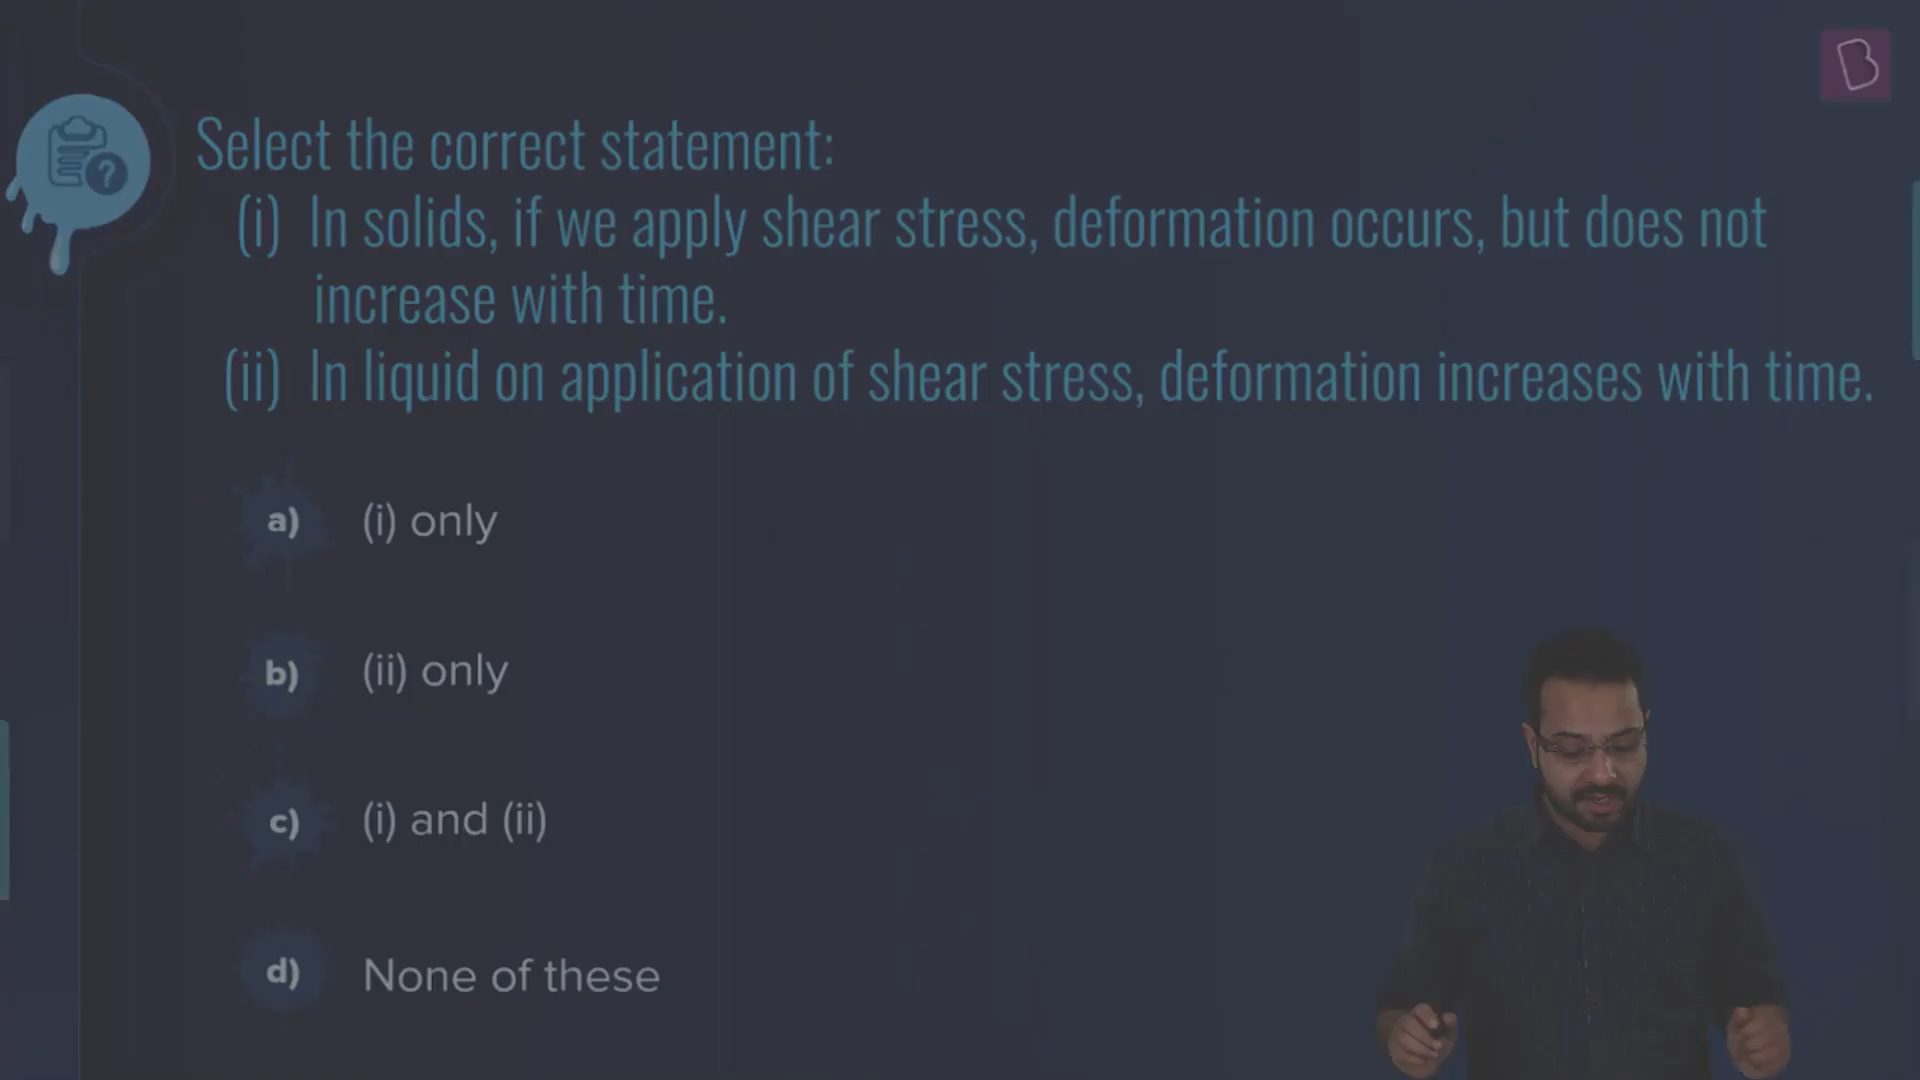 B
?
Select the correct statement:
(i) In solids, if we apply shear stress, deformation occurs, but does not
increase with time.
(ii) In liquid on application of shear stress, deformation increases with time.
a) (i) only
b) (ii) only
c) (i) and (ii)
d) None of these